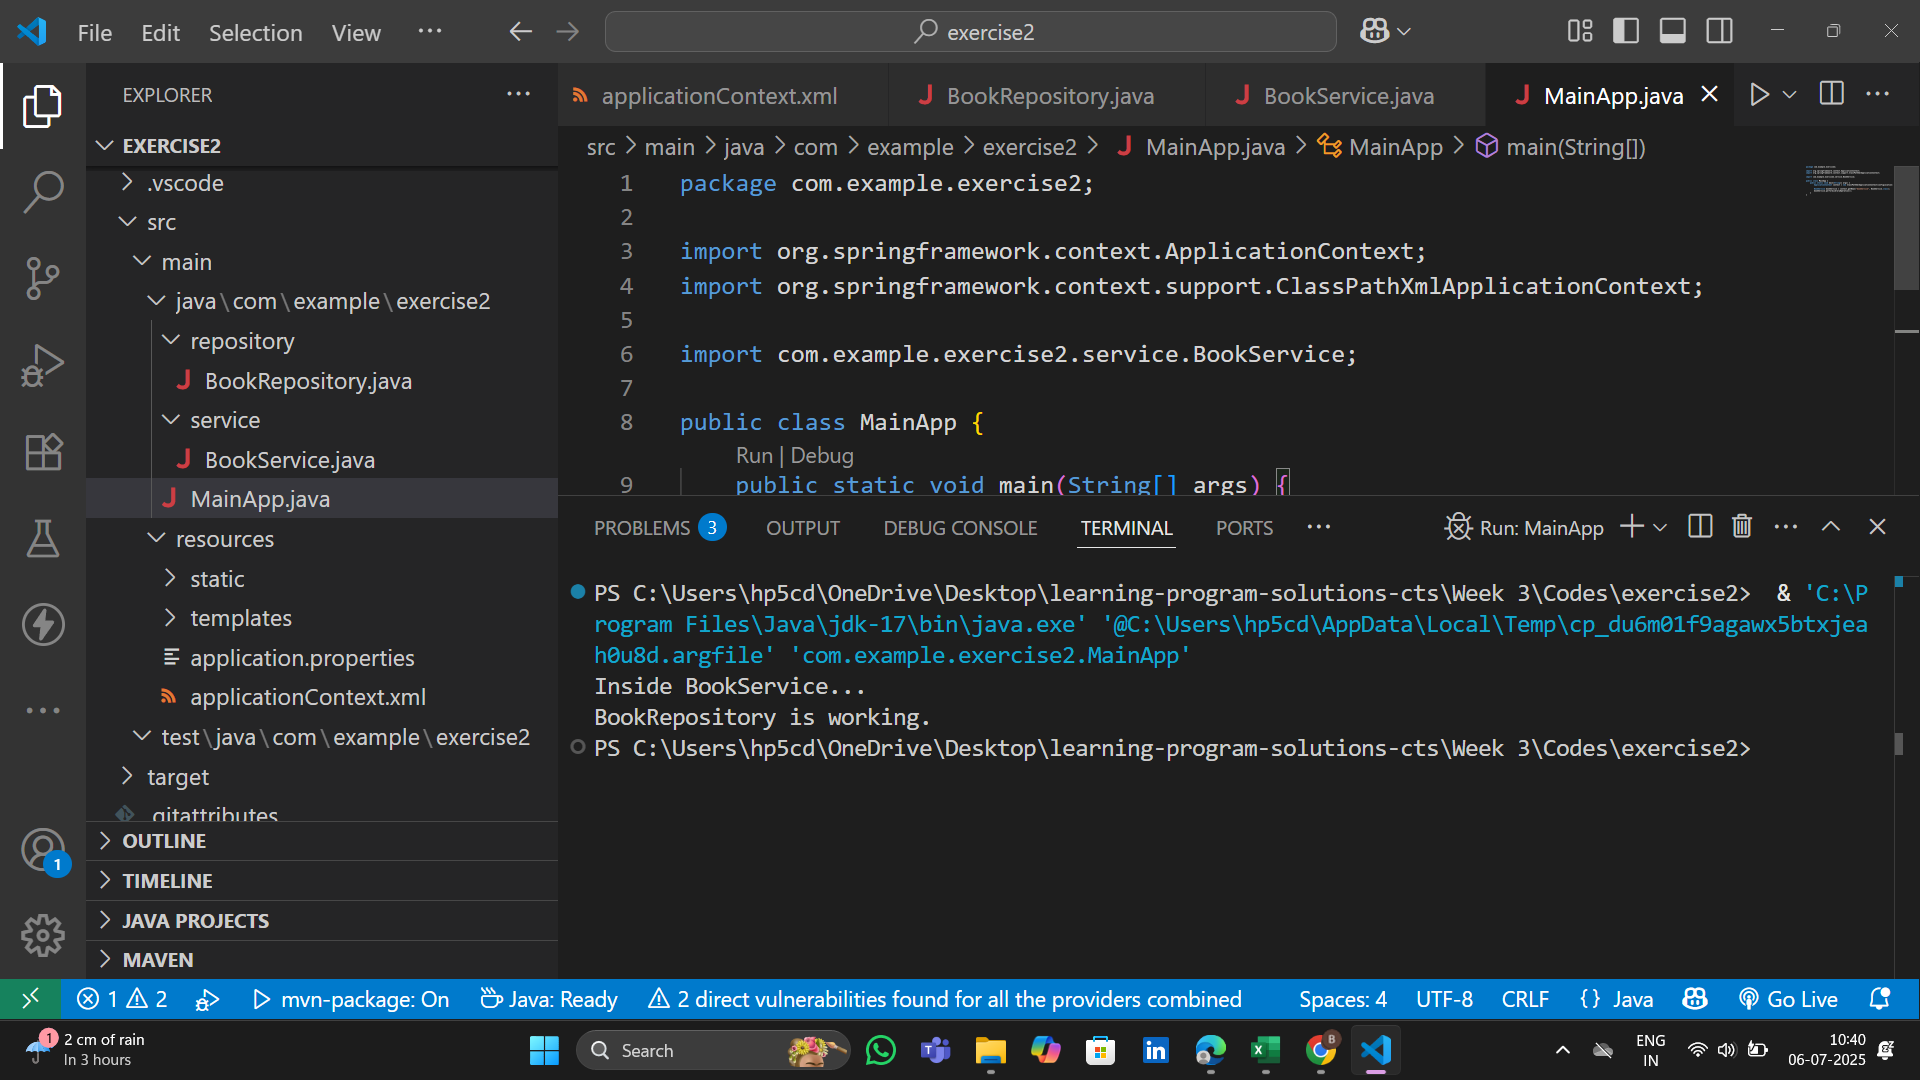 File Edit Selection View ···
exercise2
EXPLORER
EXERCISE2
.vscode
src
main
java\com\example\exercise2
repository
BookRepository.java
service
BookService.java
MainApp.java
resources
static
templates
application.properties
applicationContext.xml
test\java\com\example\exercise2
target
.gitattributes
OUTLINE
TIMELINE
JAVA PROJECTS
MAVEN
1
applicationContext.xml BookRepository.java BookService.java MainApp.java
src > main > java > com > example > exercise2 > MainApp.java > MainApp > main(String[])
1 package com.example.exercise2;
2
3 import org.springframework.context.ApplicationContext;
4 import org.springframework.context.support.ClassPathXmlApplicationContext;
5
6 import com.example.exercise2.service.BookService;
7
8 public class MainApp {
Run | Debug
9 public static void main(String[] args) {
PROBLEMS 3 OUTPUT DEBUG CONSOLE TERMINAL PORTS ··· Run: MainApp
PS C:\Users\hp5cd\OneDrive\Desktop\learning-program-solutions-cts\Week 3\Codes\exercise2>  & 'C:\P
rogram Files\Java\jdk-17\bin\java.exe' '@C:\Users\hp5cd\AppData\Local\Temp\cp_du6m01f9agawx5btxjea
h0u8d.argfile' 'com.example.exercise2.MainApp'
Inside BookService...
BookRepository is working.
PS C:\Users\hp5cd\OneDrive\Desktop\learning-program-solutions-cts\Week 3\Codes\exercise2>
1 2 mvn-package: On Java: Ready 2 direct vulnerabilities found for all the providers combined Spaces: 4 UTF-8 CRLF {} Java Go Live
1 2 cm of rain
In 3 hours
Search
ENG
IN
10:40
06-07-2025